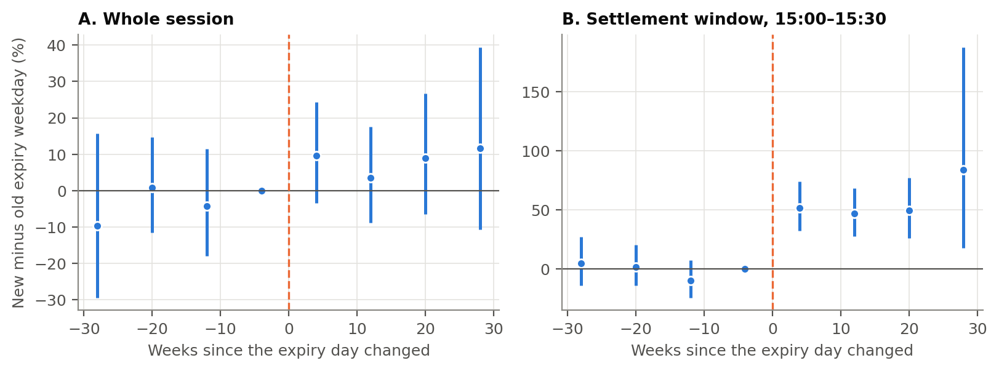 A. Whole session
New minus old expiry weekday (%)
40
30
20
10
0
−10
−20
−30
−30 −20 −10 0 10 20 30
Weeks since the expiry day changed
B. Settlement window, 15:00–15:30
150
100
50
0
−30 −20 −10 0 10 20 30
Weeks since the expiry day changed